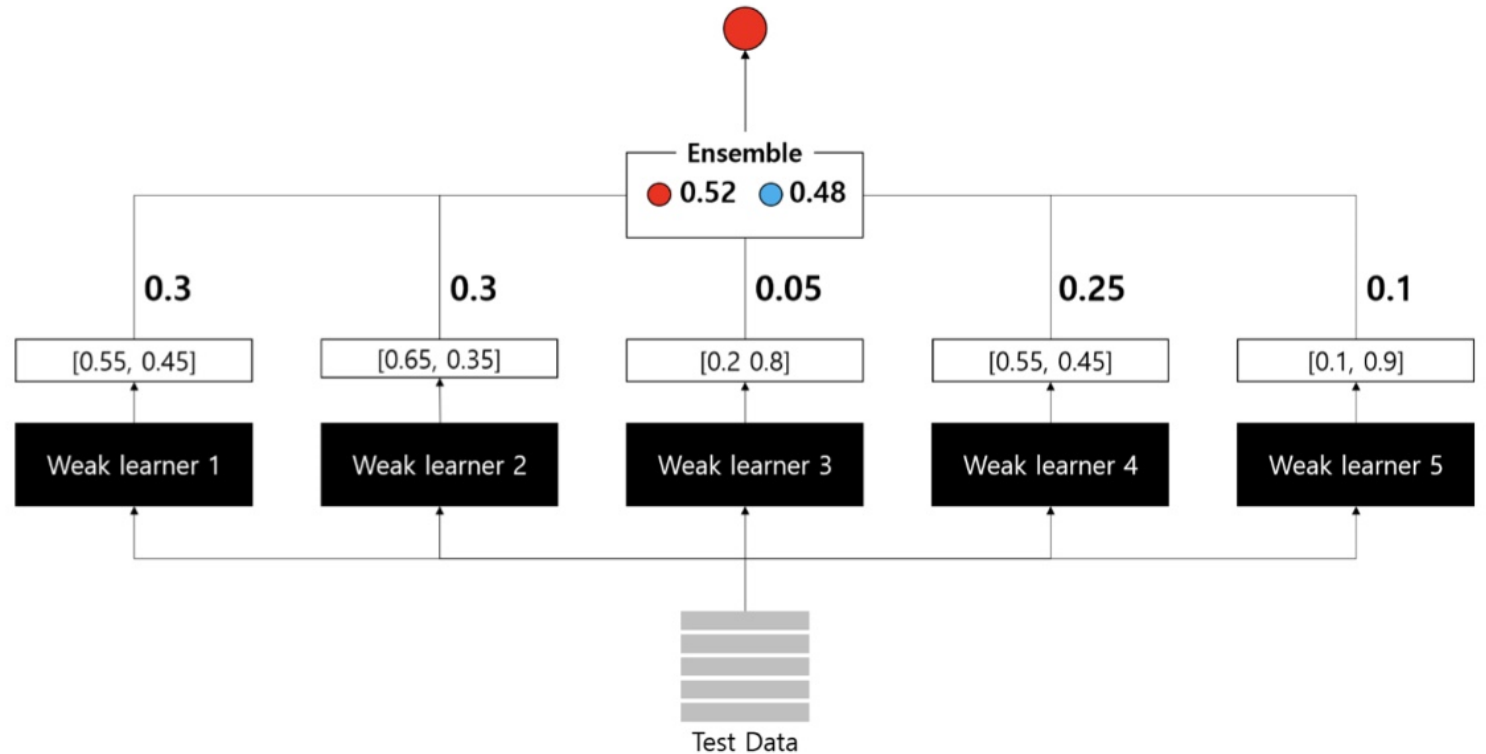 Ensemble
0.52 0.48
0.3 0.3 0.05 0.25 0.1
[0.55, 0.45] [0.65, 0.35] [0.2 0.8] [0.55, 0.45] [0.1, 0.9]
Weak learner 1 Weak learner 2 Weak learner 3 Weak learner 4 Weak learner 5
Test Data